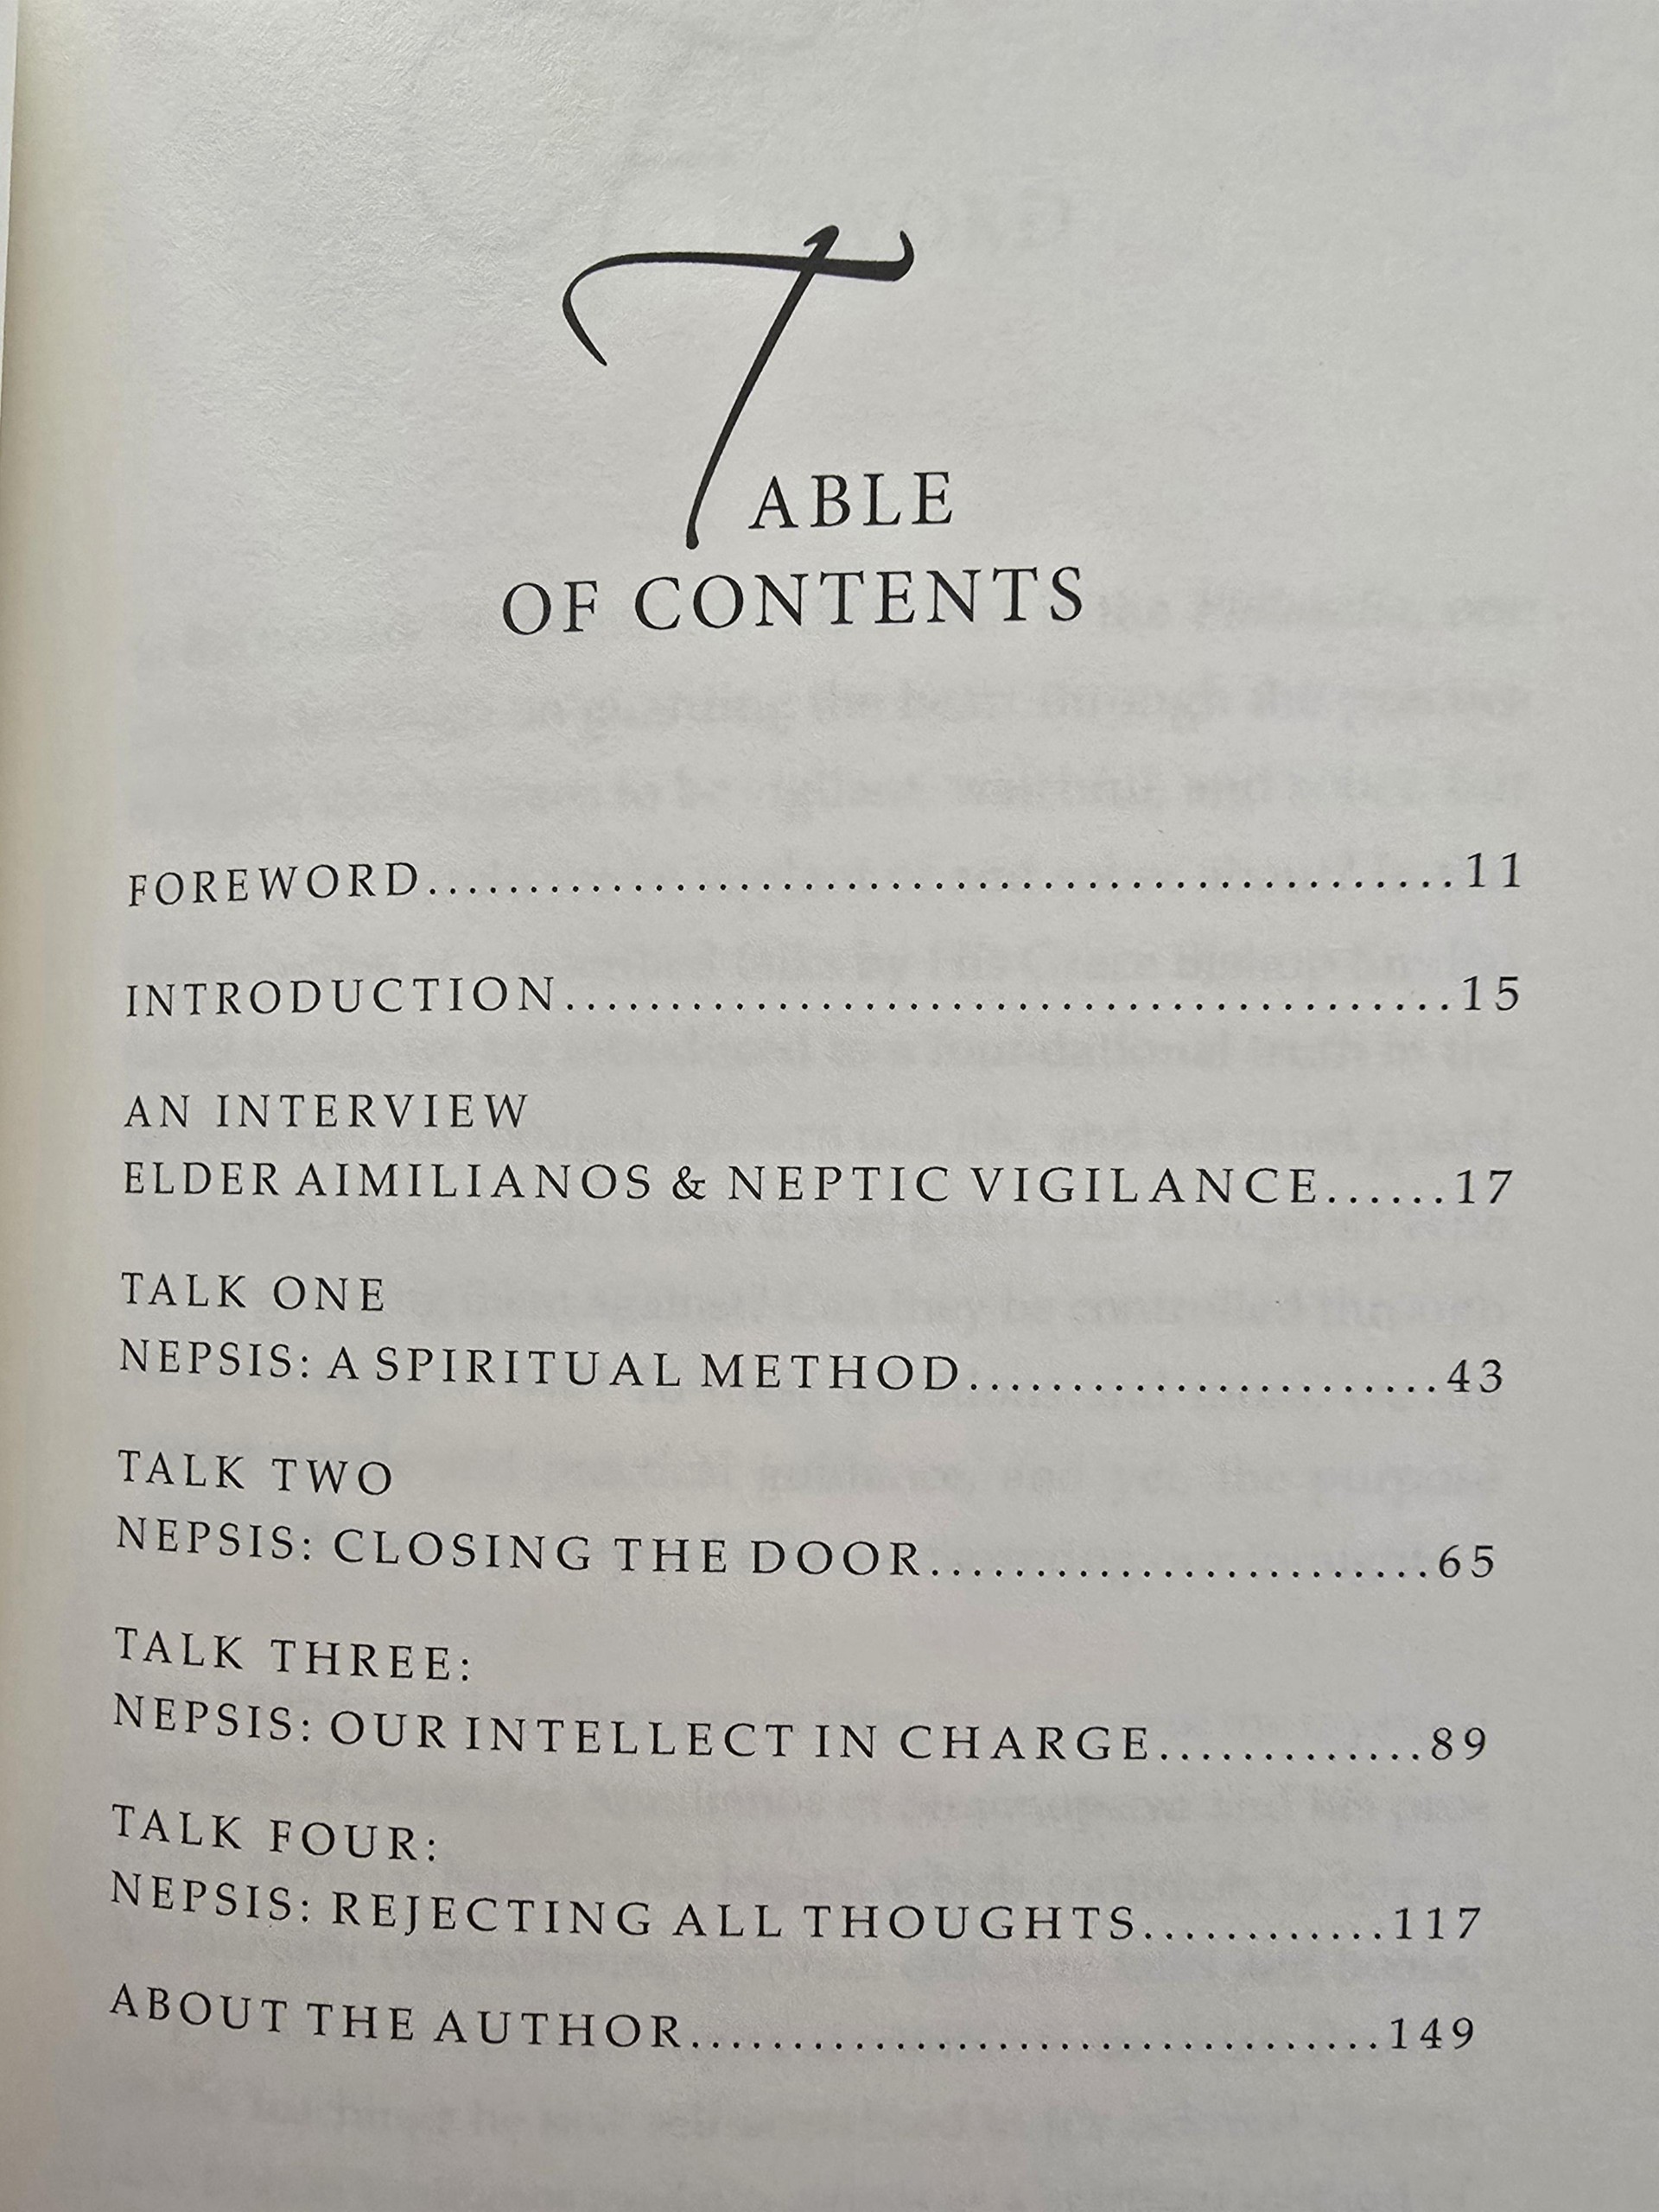 TABLE
OF CONTENTS
FOREWORD..................................................11
INTRODUCTION...........................................15
AN INTERVIEW
ELDER AIMILIANOS & NEPTIC VIGILANCE......17
TALK ONE
NEPSIS: A SPIRITUAL METHOD.......................43
TALK TWO
NEPSIS: CLOSING THE DOOR.........................65
TALK THREE:
NEPSIS: OUR INTELLECT IN CHARGE.............89
TALK FOUR:
NEPSIS: REJECTING ALL THOUGHTS............117
ABOUT THE AUTHOR..................................149